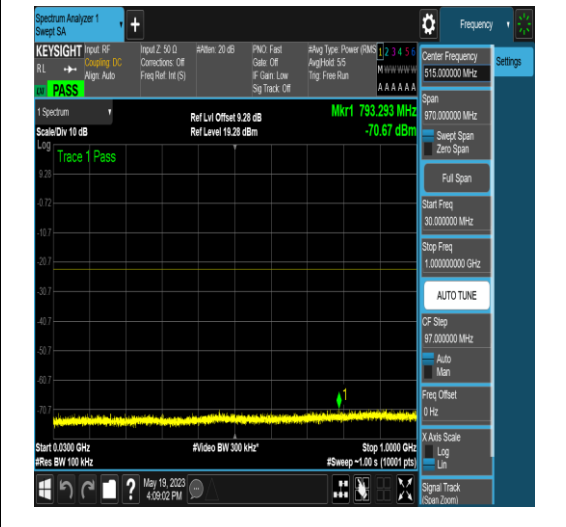 Spectrum Analyzer 1
Swept SA
Frequency
KEYSIGHT
RL
Input: RF
Coupling: DC
Align: Auto
Input Z: 50 Ω
Corrections: Off
Freq Ref: Int (S)
#Atten: 20 dB
PNO: Fast
Gate: Off
IF Gain: Low
Sig Track: Off
#Avg Type: Power (RMS
Avg|Hold: 5/5
Trig: Free Run
1 2 3 4 5 6
M W W W W W
A A A A A A
PASS
1 Spectrum
Scale/Div 10 dB
Ref Lvl Offset 9.28 dB
Ref Level 19.28 dBm
Mkr1 793.293 MHz
-70.67 dBm
Log
Trace 1 Pass
9.28
-0.72
-10.7
-20.7
-30.7
-40.7
-50.7
-60.7
-70.7
1
Start 0.0300 GHz
#Res BW 100 kHz
#Video BW 300 kHz*
Stop 1.0000 GHz
#Sweep ~1.00 s (10001 pts)
May 19, 2023
4:09:02 PM
Center Frequency
515.000000 MHz
Settings
Span
970.000000 MHz
Swept Span
Zero Span
Full Span
Start Freq
30.000000 MHz
Stop Freq
1.000000000 GHz
AUTO TUNE
CF Step
97.000000 MHz
Auto
Man
Freq Offset
0 Hz
X Axis Scale
Log
Lin
Signal Track
(Span Zoom)